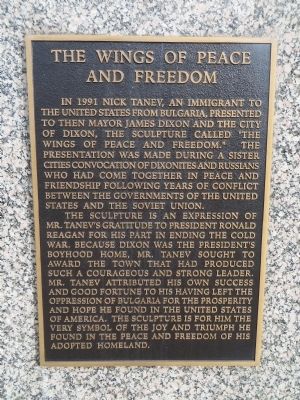 THE WINGS OF PEACE
AND FREEDOM
IN 1991 NICK TANEV, AN IMMIGRANT TO
THE UNITED STATES FROM BULGARIA, PRESENTED
TO THEN MAYOR JAMES DIXON AND THE CITY
OF DIXON, THE SCULPTURE CALLED "THE
WINGS OF PEACE AND FREEDOM." THE
PRESENTATION WAS MADE DURING A SISTER
CITIES CONVOCATION OF DIXONITES AND RUSSIANS
WHO HAD COME TOGETHER IN PEACE AND
FRIENDSHIP FOLLOWING YEARS OF CONFLICT
BETWEEN THE GOVERNMENTS OF THE UNITED
STATES AND THE SOVIET UNION.
THE SCULPTURE IS AN EXPRESSION OF
MR. TANEV'S GRATITUDE TO PRESIDENT RONALD
REAGAN FOR HIS PART IN ENDING THE COLD
WAR. BECAUSE DIXON WAS THE PRESIDENT'S
BOYHOOD HOME, MR. TANEV SOUGHT TO
AWARD THE TOWN THAT HAD PRODUCED
SUCH A COURAGEOUS AND STRONG LEADER.
MR. TANEV ATTRIBUTED HIS OWN SUCCESS
AND GOOD FORTUNE TO HIS HAVING LEFT THE
OPPRESSION OF BULGARIA FOR THE PROSPERITY
AND HOPE HE FOUND IN THE UNITED STATES
OF AMERICA. THE SCULPTURE IS FOR HIM THE
VERY SYMBOL OF THE JOY AND TRIUMPH HE
FOUND IN THE PEACE AND FREEDOM OF HIS
ADOPTED HOMELAND.